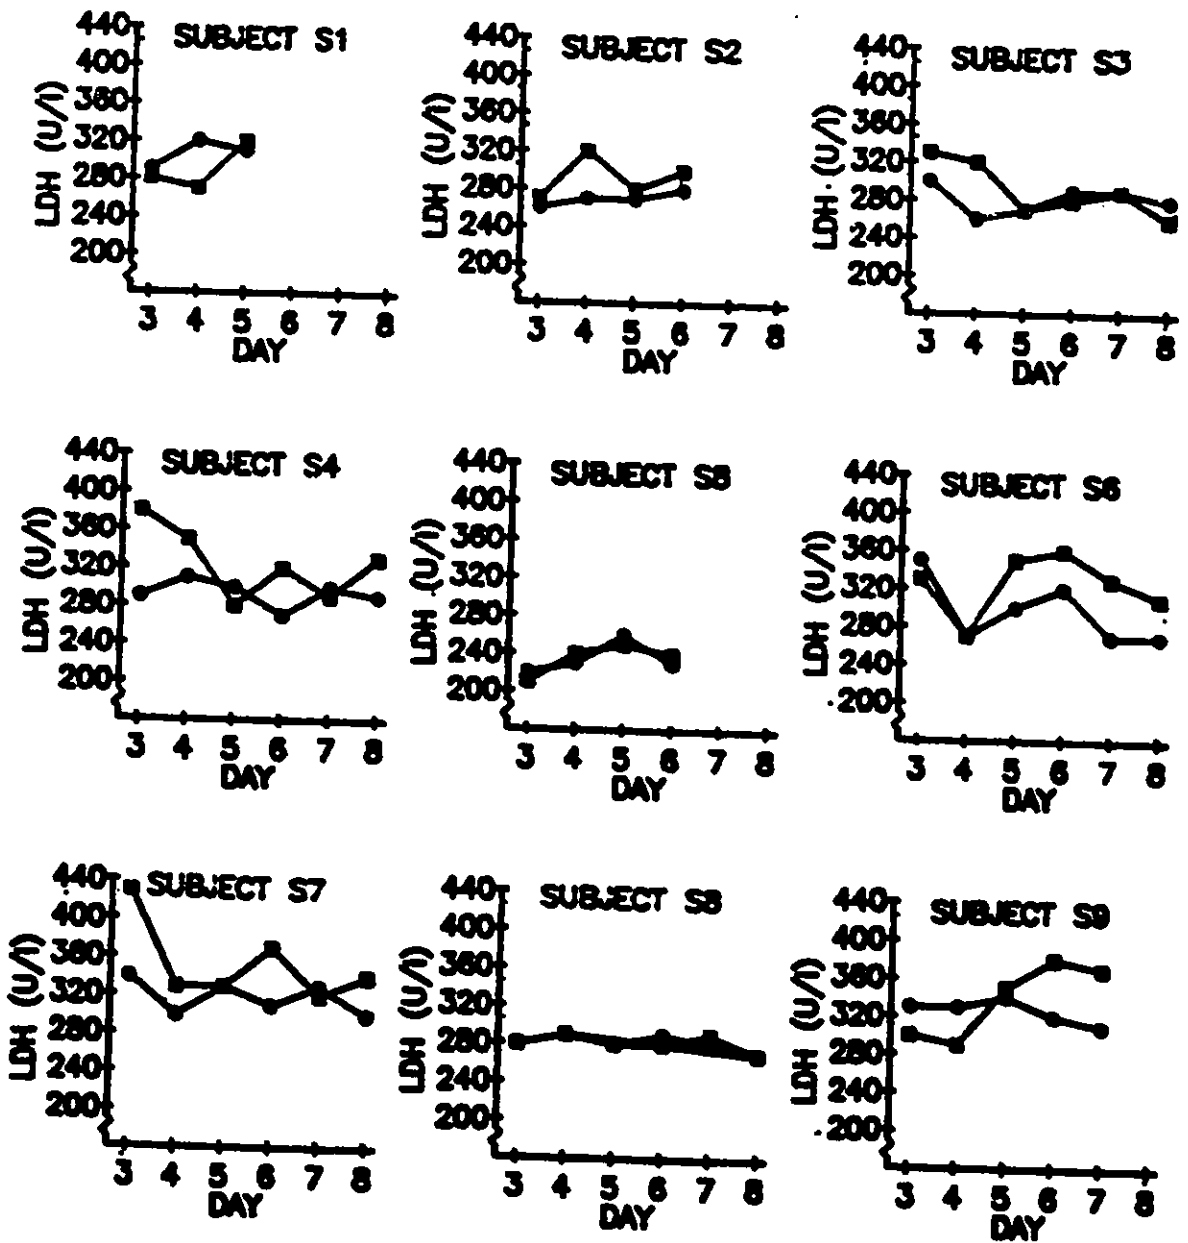 SUBJECT S1
LDH (U/l)
440
400
360
320
280
240
200
3 4 5 6 7 8
DAY
SUBJECT S2
LDH (U/l)
440
400
360
320
280
240
200
3 4 5 6 7 8
DAY
SUBJECT S3
LDH (U/l)
440
400
360
320
280
240
200
3 4 5 6 7 8
DAY
SUBJECT S4
LDH (U/l)
440
400
360
320
280
240
200
3 4 5 6 7 8
DAY
SUBJECT S5
LDH (U/l)
440
400
360
320
280
240
200
3 4 5 6 7 8
DAY
SUBJECT S6
LDH (U/l)
440
400
360
320
280
240
200
3 4 5 6 7 8
DAY
SUBJECT S7
LDH (U/l)
440
400
360
320
280
240
200
3 4 5 6 7 8
DAY
SUBJECT S8
LDH (U/l)
440
400
360
320
280
240
200
3 4 5 6 7 8
DAY
SUBJECT S9
LDH (U/l)
440
400
360
320
280
240
200
3 4 5 6 7 8
DAY